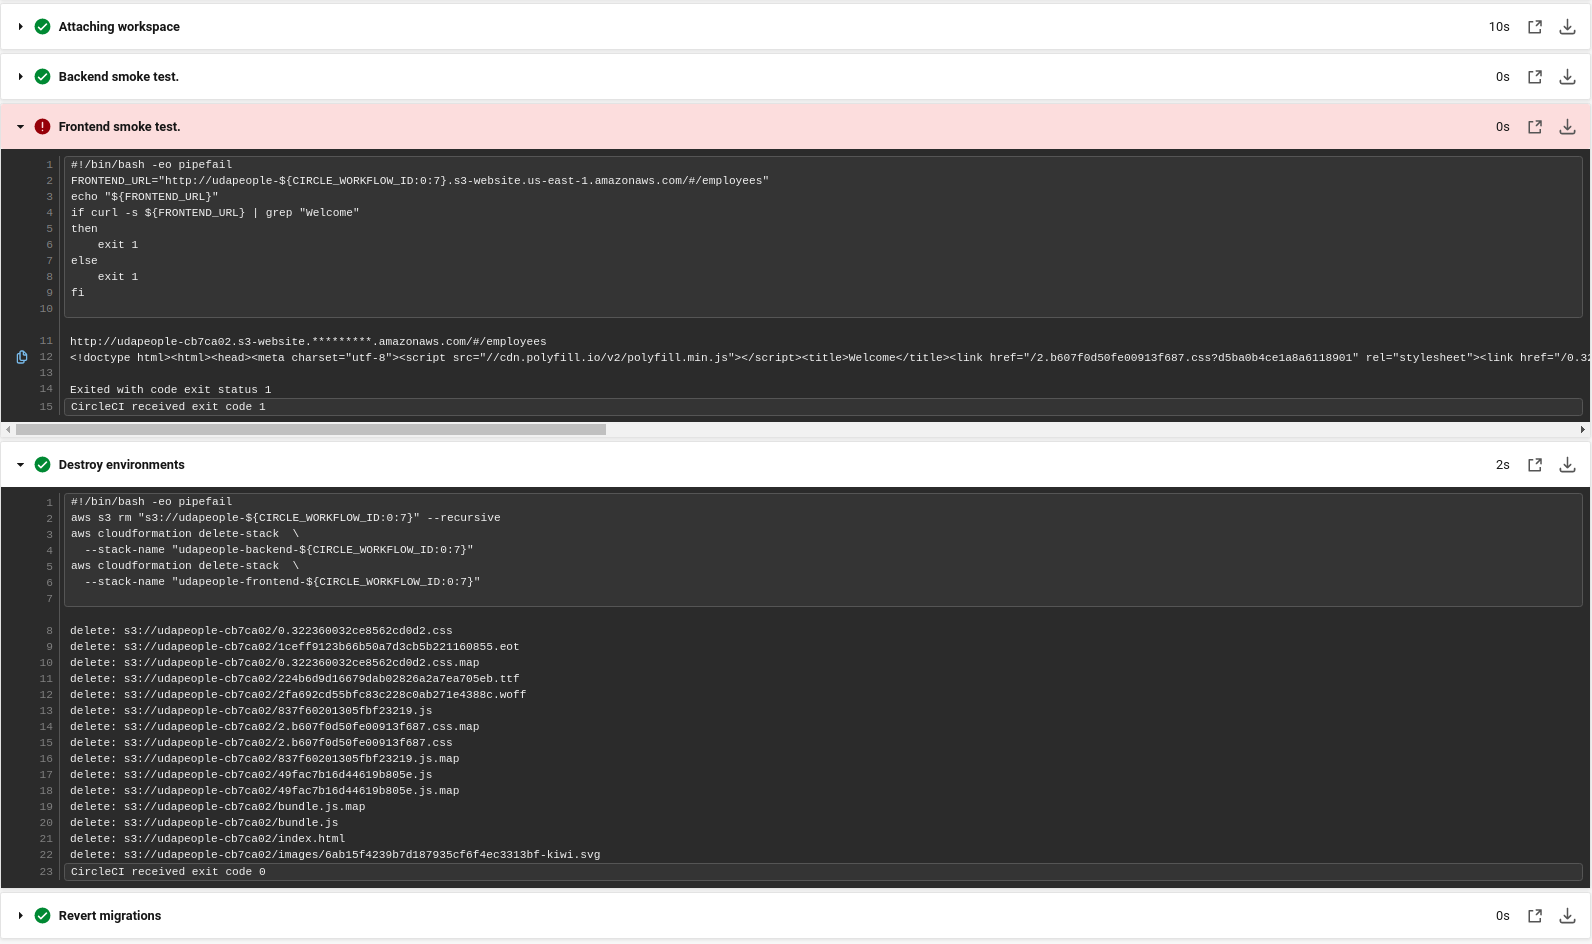 Attaching workspace 10s
Backend smoke test. 0s
Frontend smoke test. 0s
1 #!/bin/bash -eo pipefail
2 FRONTEND_URL="http://udapeople-${CIRCLE_WORKFLOW_ID:0:7}.s3-website.us-east-1.amazonaws.com/#/employees"
3 echo "${FRONTEND_URL}"
4 if curl -s ${FRONTEND_URL} | grep "Welcome"
5 then
6     exit 1
7 else
8     exit 1
9 fi
10
11 http://udapeople-cb7ca02.s3-website.*********.amazonaws.com/#/employees
12 <!doctype html><html><head><meta charset="utf-8"><script src="//cdn.polyfill.io/v2/polyfill.min.js"></script><title>Welcome</title><link href="/2.b607f0d50fe00913f687.css?d5ba0b4ce1a8a6118901" rel="stylesheet"><link href="/0.32
13
14 Exited with code exit status 1
15 CircleCI received exit code 1
Destroy environments 2s
1 #!/bin/bash -eo pipefail
2 aws s3 rm "s3://udapeople-${CIRCLE_WORKFLOW_ID:0:7}" --recursive
3 aws cloudformation delete-stack  \
4   --stack-name "udapeople-backend-${CIRCLE_WORKFLOW_ID:0:7}"
5 aws cloudformation delete-stack  \
6   --stack-name "udapeople-frontend-${CIRCLE_WORKFLOW_ID:0:7}"
7
8 delete: s3://udapeople-cb7ca02/0.322360032ce8562cd0d2.css
9 delete: s3://udapeople-cb7ca02/1ceff9123b66b50a7d3cb5b221160855.eot
10 delete: s3://udapeople-cb7ca02/0.322360032ce8562cd0d2.css.map
11 delete: s3://udapeople-cb7ca02/224b6d9d16679dab02826a2a7ea705eb.ttf
12 delete: s3://udapeople-cb7ca02/2fa692cd55bfc83c228c0ab271e4388c.woff
13 delete: s3://udapeople-cb7ca02/837f60201305fbf23219.js
14 delete: s3://udapeople-cb7ca02/2.b607f0d50fe00913f687.css.map
15 delete: s3://udapeople-cb7ca02/2.b607f0d50fe00913f687.css
16 delete: s3://udapeople-cb7ca02/837f60201305fbf23219.js.map
17 delete: s3://udapeople-cb7ca02/49fac7b16d44619b805e.js
18 delete: s3://udapeople-cb7ca02/49fac7b16d44619b805e.js.map
19 delete: s3://udapeople-cb7ca02/bundle.js.map
20 delete: s3://udapeople-cb7ca02/bundle.js
21 delete: s3://udapeople-cb7ca02/index.html
22 delete: s3://udapeople-cb7ca02/images/6ab15f4239b7d187935cf6f4ec3313bf-kiwi.svg
23 CircleCI received exit code 0
Revert migrations 0s